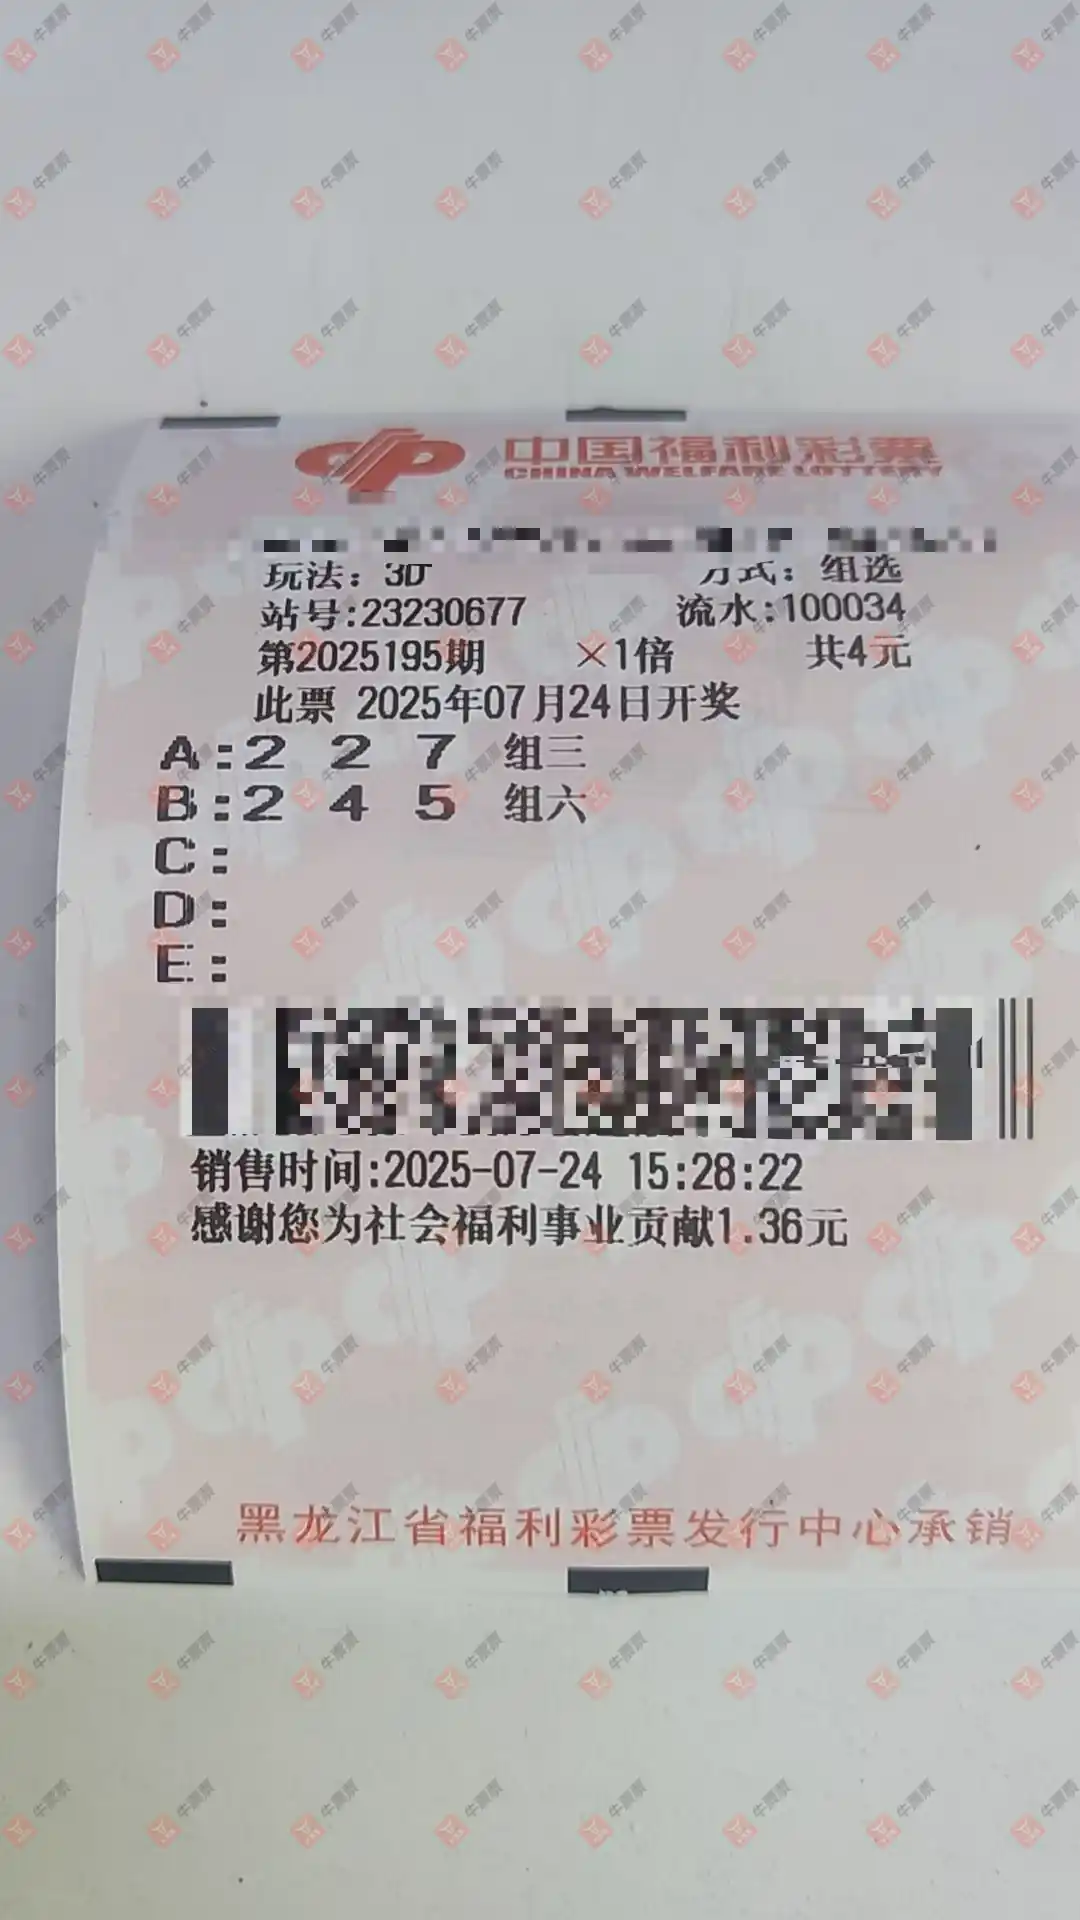 中国福利彩票
CHINA WELFARE LOTTERY
玩法：3D 方式：组选
站号:23230677 流水:100034
第2025195期 ×1倍 共4元
此票 2025年07月24日开奖
A:2 2 7 组三
B:2 4 5 组六
C:
D:
E:
销售时间:2025-07-24 15:28:22
感谢您为社会福利事业贡献1.36元
黑龙江省福利彩票发行中心承销
牛票票